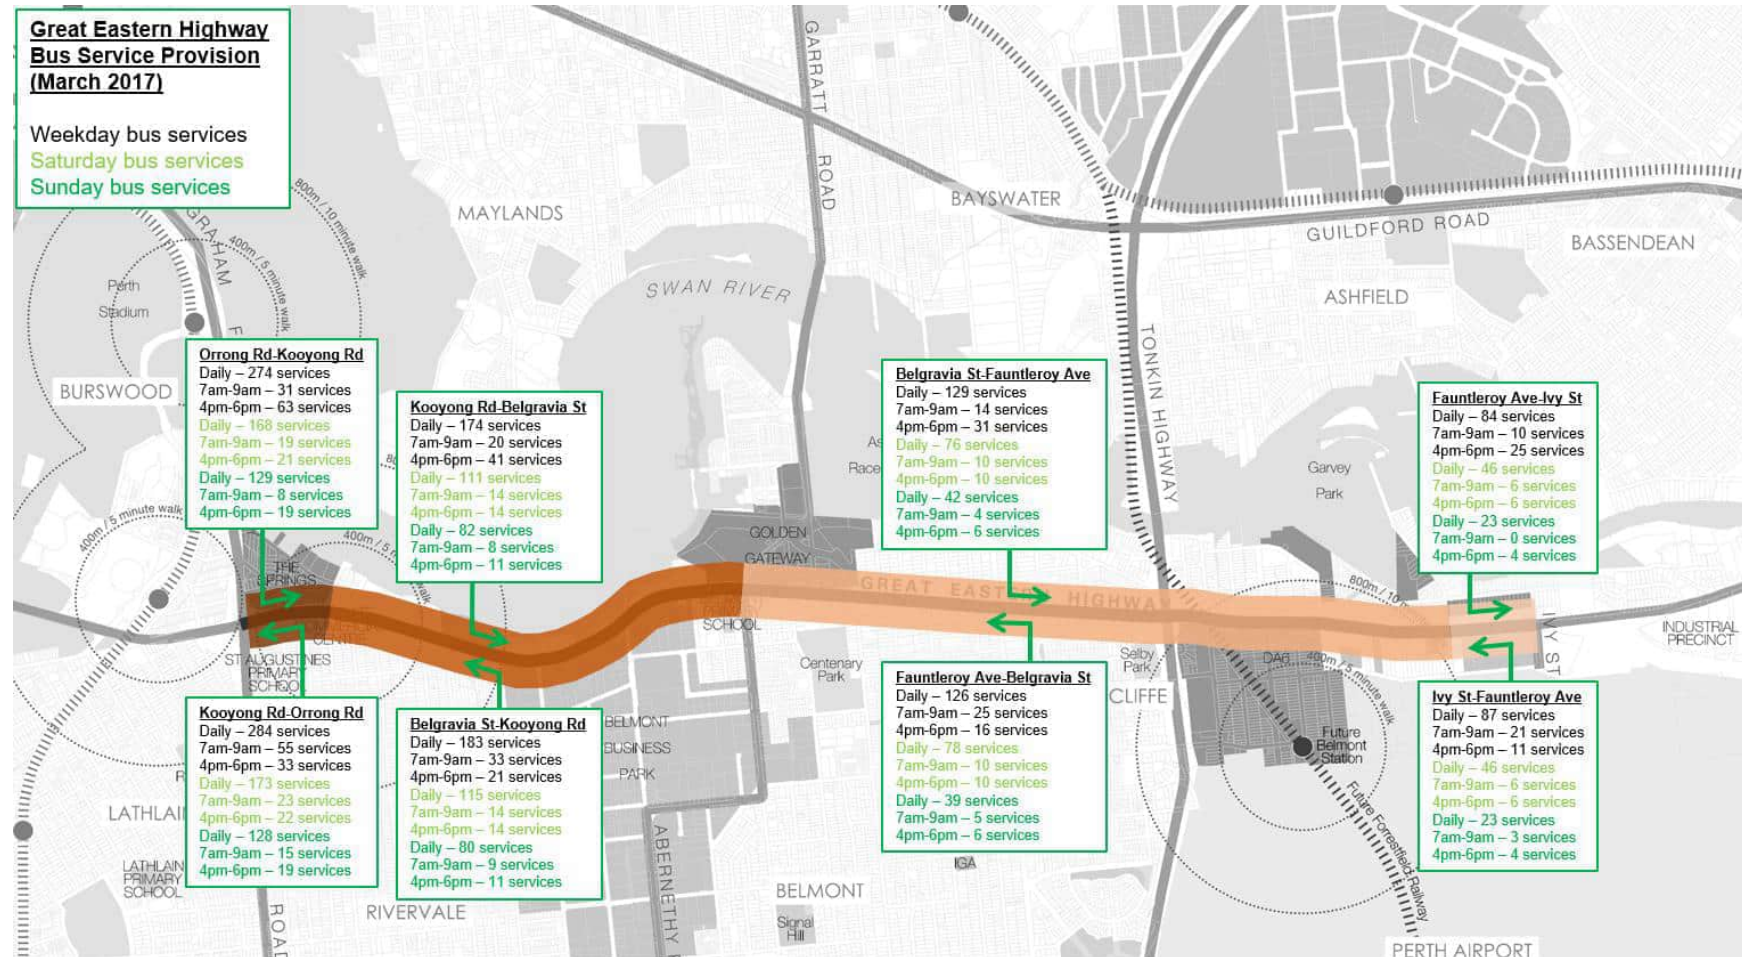 Great Eastern Highway
Bus Service Provision
(March 2017)
Weekday bus services
Saturday bus services
Sunday bus services
800m / 10 minute walk
400m / 5 minute walk
GRAHAM
GARRATT
ROAD
MAYLANDS
BAYSWATER
GUILDFORD ROAD
BASSENDEAN
ASHFIELD
SWAN RIVER
Perth
Stadium
BURSWOOD
TONKIN HIGHWAY
Garvey
Park
Orrong Rd-Kooyong Rd
Daily – 274 services
7am-9am – 31 services
4pm-6pm – 63 services
Daily – 168 services
7am-9am – 19 services
4pm-6pm – 21 services
Daily – 129 services
7am-9am – 8 services
4pm-6pm – 19 services
Kooyong Rd-Belgravia St
Daily – 174 services
7am-9am – 20 services
4pm-6pm – 41 services
Daily – 111 services
7am-9am – 14 services
4pm-6pm – 14 services
Daily – 82 services
7am-9am – 8 services
4pm-6pm – 11 services
Belgravia St-Fauntleroy Ave
Daily – 129 services
7am-9am – 14 services
4pm-6pm – 31 services
Daily – 76 services
7am-9am – 10 services
4pm-6pm – 10 services
Daily – 42 services
7am-9am – 4 services
4pm-6pm – 6 services
Fauntleroy Ave-Ivy St
Daily – 84 services
7am-9am – 10 services
4pm-6pm – 25 services
Daily – 46 services
7am-9am – 6 services
4pm-6pm – 6 services
Daily – 23 services
7am-9am – 0 services
4pm-6pm – 4 services
400m / 5 minute walk
THE
SPRINGS
GOLDEN
GATEWAY
GREAT EASTERN HIGHWAY
SCHOOL
800m / 10
IVY ST
INDUSTRIAL
PRECINCT
ST AUGUSTINES
PRIMARY
SCHOOL
Centenary
Park
Selby
Park
CLIFFE
400m / 5 minute walk
Future
Belmont
Station
Future Forrestfield Railway
BELMONT
BUSINESS
PARK
Kooyong Rd-Orrong Rd
Daily – 284 services
7am-9am – 55 services
4pm-6pm – 33 services
Daily – 173 services
7am-9am – 23 services
4pm-6pm – 22 services
Daily – 128 services
7am-9am – 15 services
4pm-6pm – 19 services
Belgravia St-Kooyong Rd
Daily – 183 services
7am-9am – 33 services
4pm-6pm – 21 services
Daily – 115 services
7am-9am – 14 services
4pm-6pm – 14 services
Daily – 80 services
7am-9am – 9 services
4pm-6pm – 11 services
Fauntleroy Ave-Belgravia St
Daily – 126 services
7am-9am – 25 services
4pm-6pm – 16 services
Daily – 78 services
7am-9am – 10 services
4pm-6pm – 10 services
Daily – 39 services
7am-9am – 5 services
4pm-6pm – 6 services
Ivy St-Fauntleroy Ave
Daily – 87 services
7am-9am – 21 services
4pm-6pm – 11 services
Daily – 46 services
7am-9am – 6 services
4pm-6pm – 6 services
Daily – 23 services
7am-9am – 3 services
4pm-6pm – 4 services
LATHLAIN
PRIMARY
SCHOOL
ROAD
RIVERVALE
ABERNETHY
BELMONT
Signal
Hill
IGA
PERTH AIRPORT